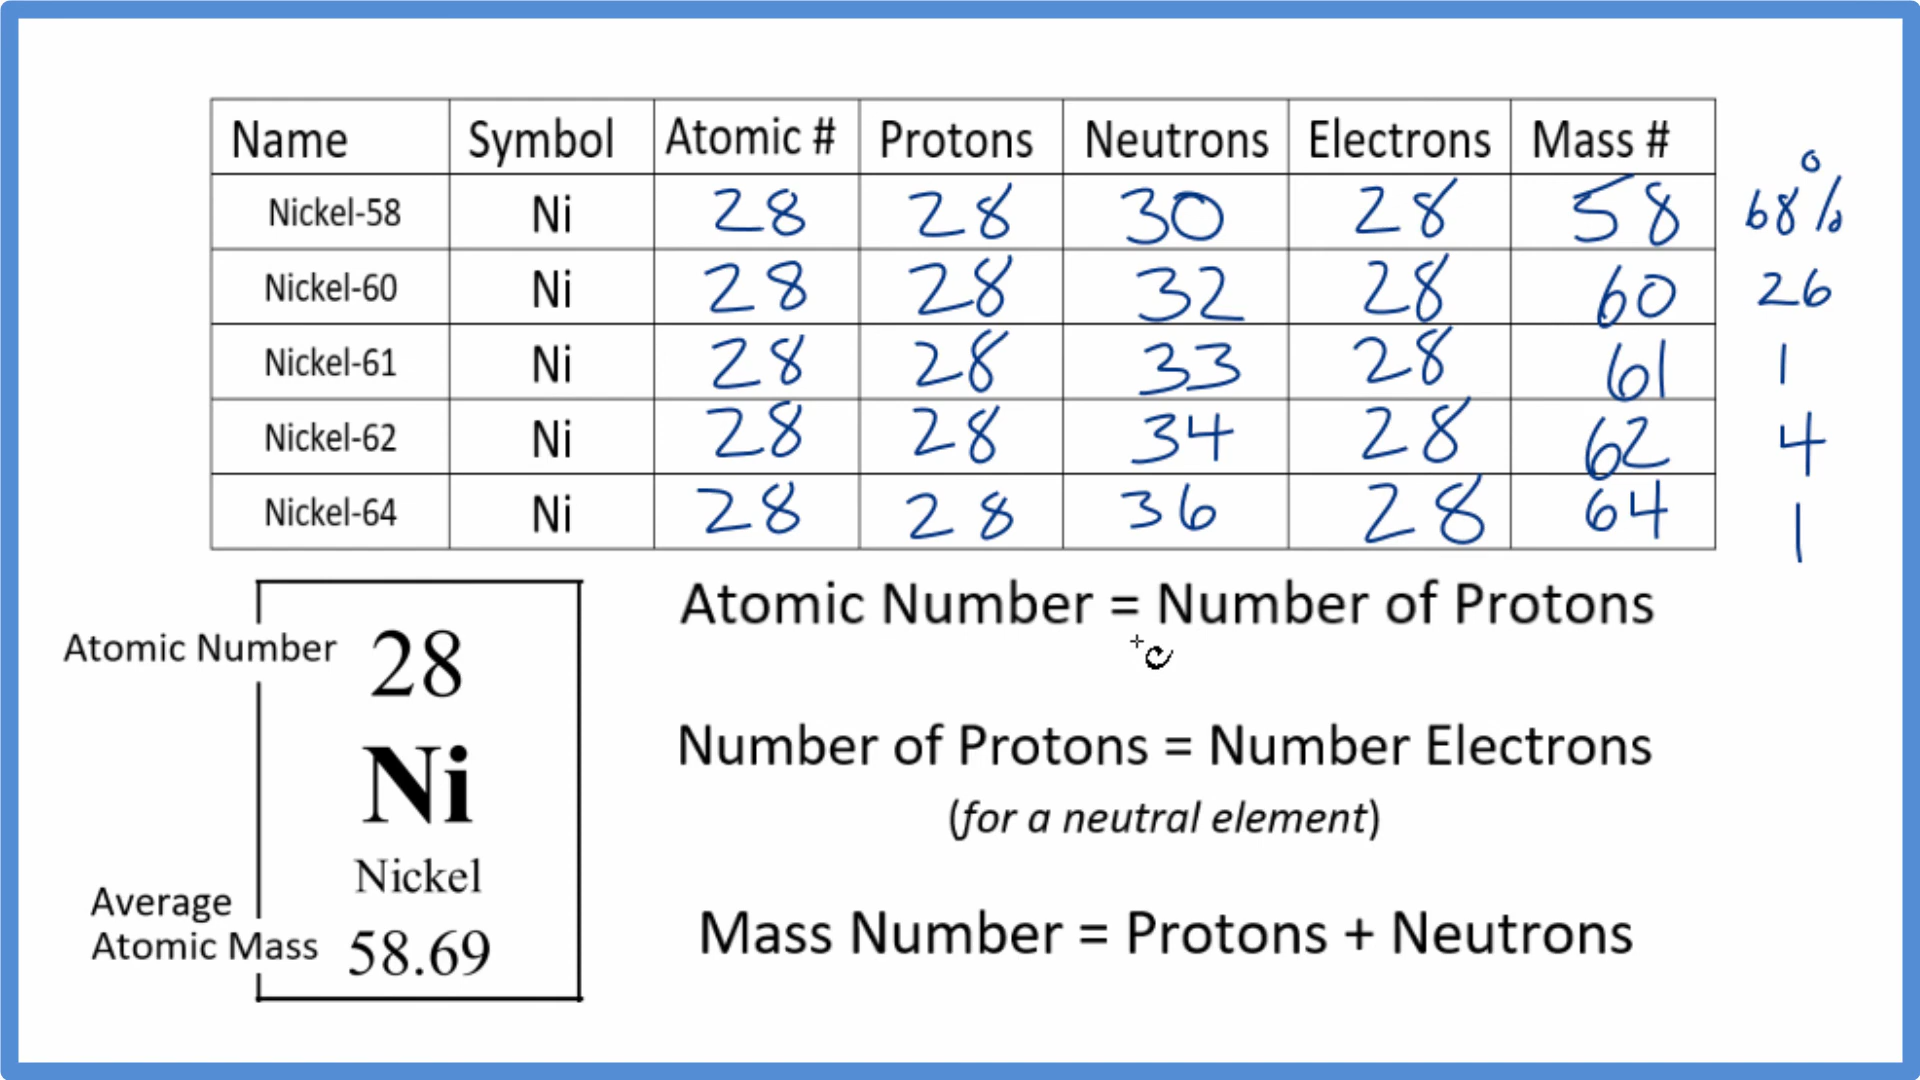 Name Symbol Atomic # Protons Neutrons Electrons Mass #
Nickel-58 Ni 28 28 30 28 58 68%
Nickel-60 Ni 28 28 32 28 60 26
Nickel-61 Ni 28 28 33 28 61 1
Nickel-62 Ni 28 28 34 28 62 4
Nickel-64 Ni 28 28 36 28 64 1
Atomic Number
28
Ni
Nickel
Average
Atomic Mass
58.69
Atomic Number = Number of Protons
Number of Protons = Number Electrons
(for a neutral element)
Mass Number = Protons + Neutrons